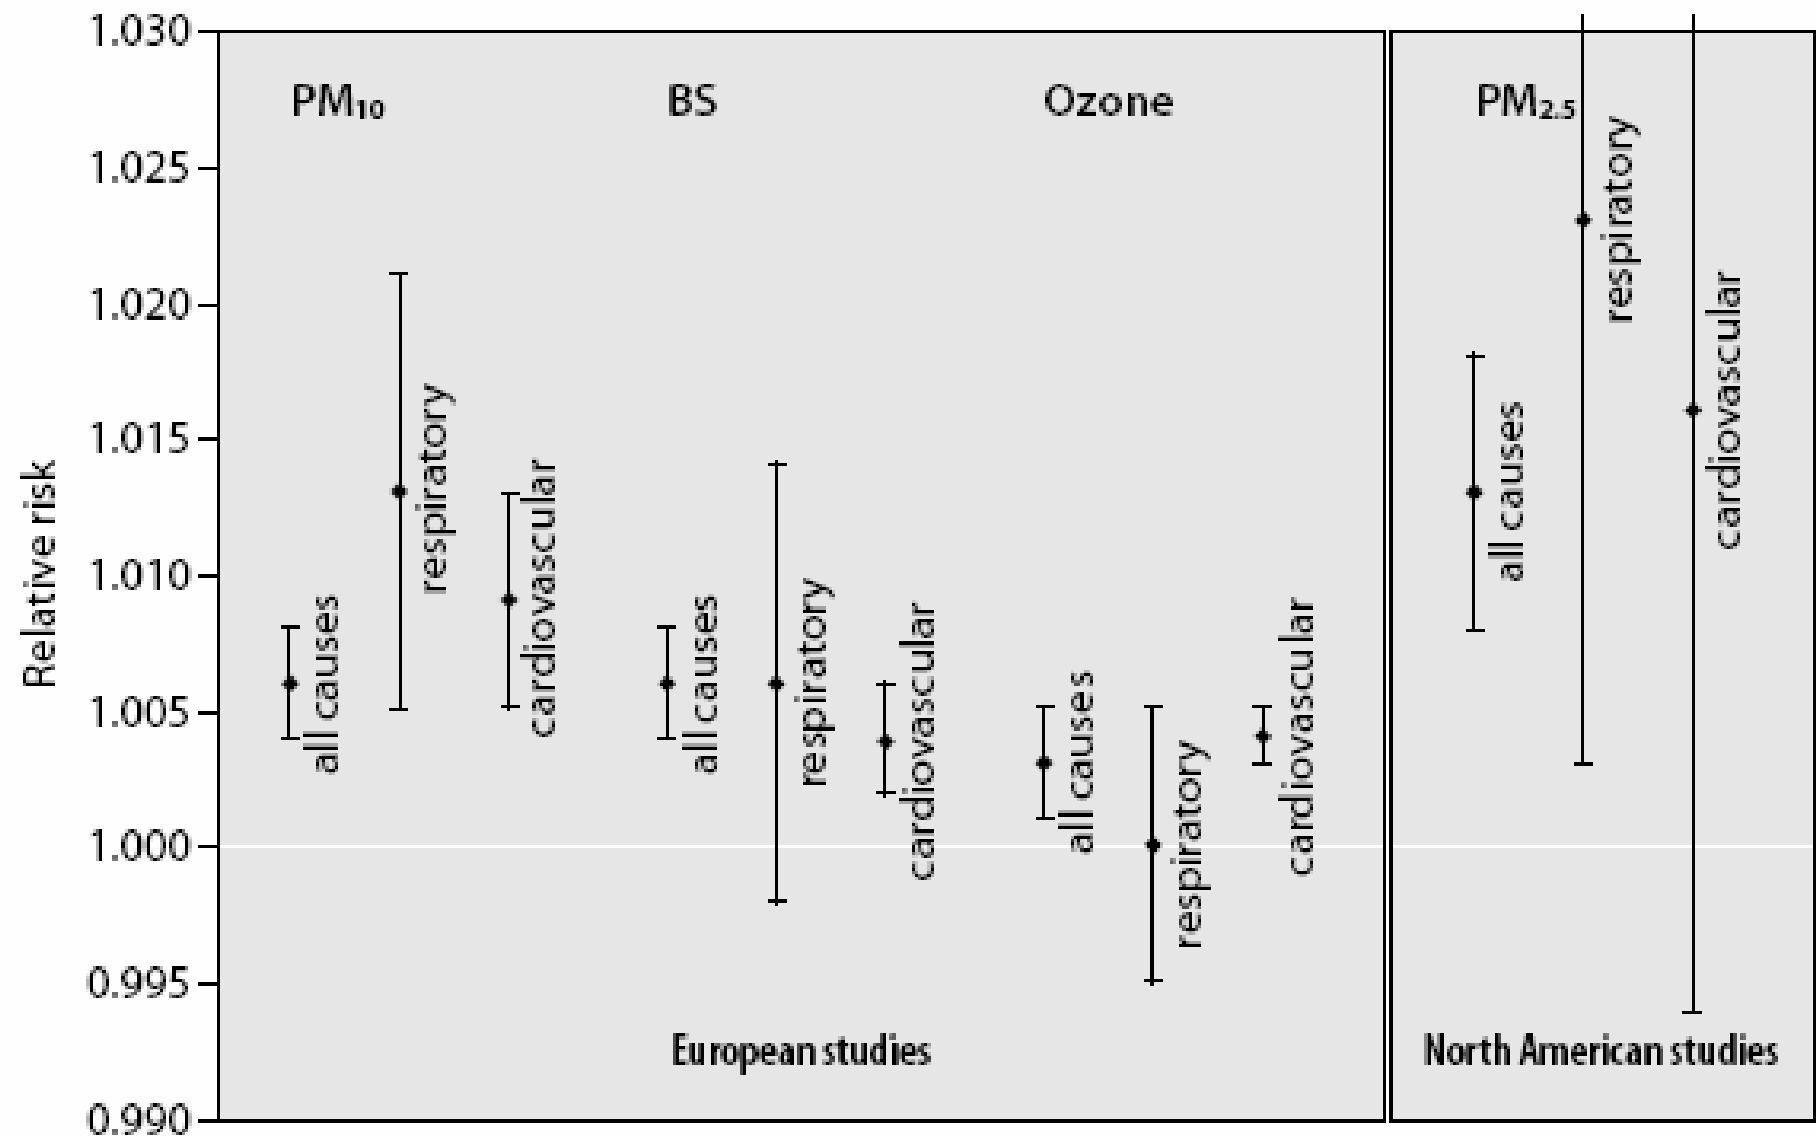 1.030
1.025
1.020
1.015
1.010
1.005
1.000
0.995
0.990
Relative risk
PM₁₀
all causes
respiratory
cardiovascular
BS
all causes
respiratory
cardiovascular
Ozone
all causes
respiratory
cardiovascular
European studies
PM₂.₅
all causes
respiratory
cardiovascular
North American studies